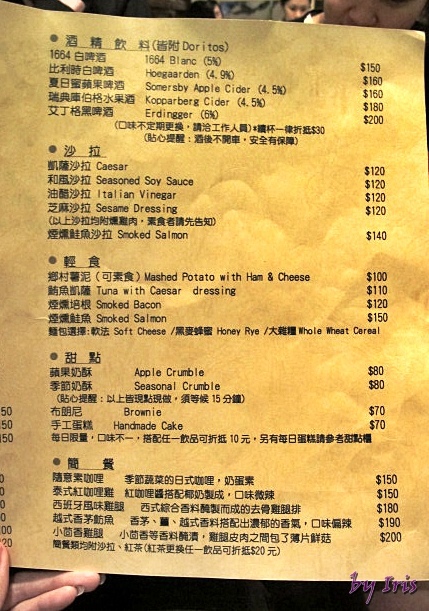 ● 酒 精 飲 料(皆附Doritos)
1664白啤酒 1664 Blanc (5%) $150
比利時白啤酒 Hoegaarden (4.9%) $160
夏日蜜蘋果啤酒 Somersby Apple Cider (4.5%) $160
瑞典庫伯格水果酒 Kopparberg Cider (4.5%) $180
艾丁格黑啤酒 Erdingger (6%) $200
(口味不定期更換,請洽工作人員)*續杯一律折抵$30
(貼心提醒:酒後不開車,安全有保障)
● 沙 拉
凱薩沙拉 Caesar $120
和風沙拉 Seasoned Soy Sauce $120
油醋沙拉 Italian Vinegar $120
芝麻沙拉 Sesame Dressing $120
(以上沙拉均附燻雞肉,素食者請先告知)
煙燻鮭魚沙拉 Smoked Salmon $140
● 輕 食
鄉村薯泥(可素食)Mashed Potato with Ham & Cheese $100
鮪魚凱薩 Tuna with Caesar dressing $110
煙燻培根 Smoked Bacon $120
煙燻鮭魚 Smoked Salmon $150
麵包選擇:軟法 Soft Cheese /黑麥蜂蜜 Honey Rye /大雜糧 Whole Wheat Cereal
● 甜 點
蘋果奶酥 Apple Crumble $80
季節奶酥 Seasonal Crumble $80
(貼心提醒:以上皆現點現做,須等候15分鐘)
布朗尼 Brownie $70
手工蛋糕 Handmade Cake $70
每日限量,口味不一,搭配任一飲品可折抵10元,另有每日蛋糕請參考甜點櫃
● 簡 餐
隨意素咖哩 季節蔬菜的日式咖哩,奶蛋素 $150
泰式紅咖哩雞 紅咖哩醬搭配椰奶製成,口味微辣 $150
西班牙風味雞腿 西式綜合香料醃製而成的去骨雞腿排 $180
越式香茅鯛魚 香茅、薑、越式香料搭配出濃郁的香氣,口味偏辣 $190
小茴香雞腿 小茴香等香料醃漬,雞腿皮肉之間包了薄片鮮菇 $200
簡餐類均附沙拉、紅茶(紅茶更換任一飲品可折抵$20元)
50
50
by Iris